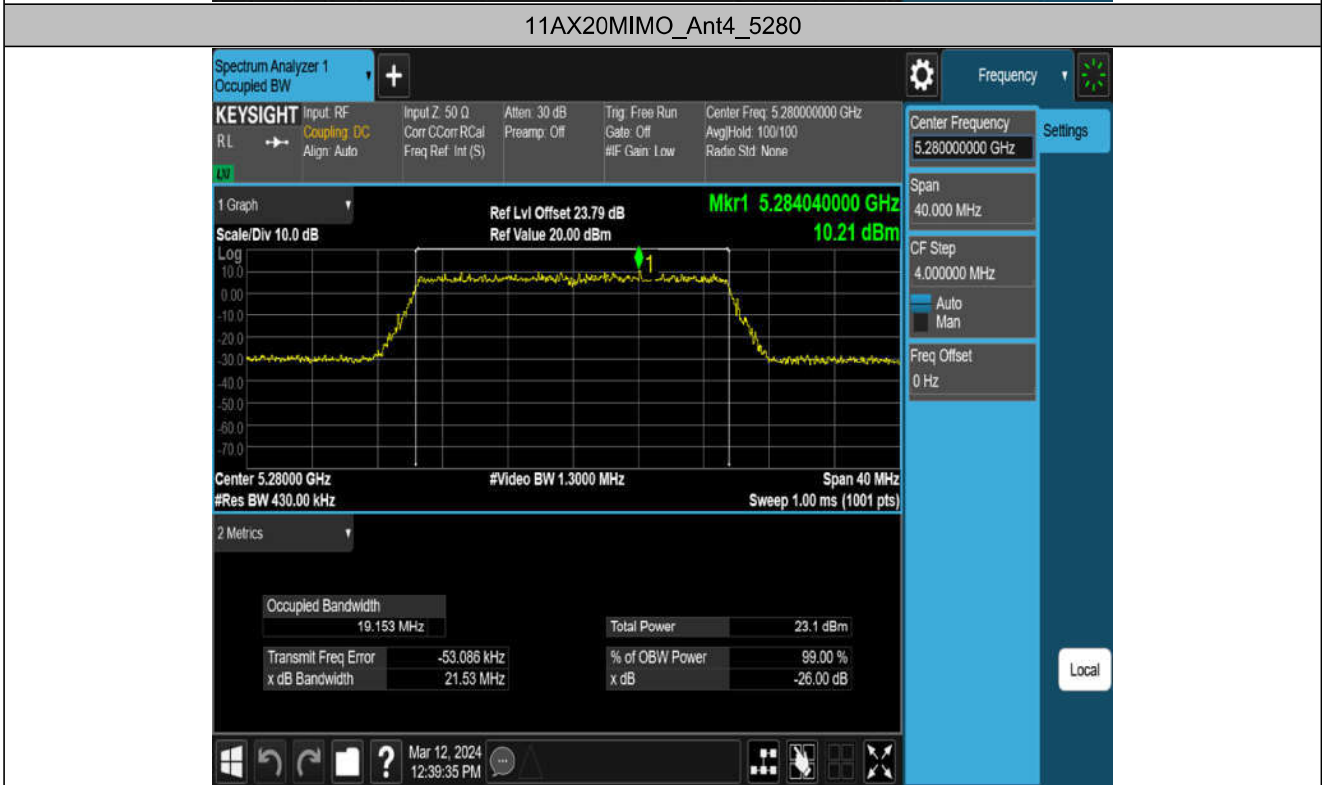 11AX20MIMO_Ant4_5280
Spectrum Analyzer 1
Occupied BW
Frequency
KEYSIGHT
R L
LXI
Input: RF
Coupling: DC
Align: Auto
Input Z: 50 Ω
Corr CCorr RCal
Freq Ref: Int (S)
Atten: 30 dB
Preamp: Off
Trig: Free Run
Gate: Off
#IF Gain: Low
Center Freq: 5.280000000 GHz
Avg|Hold: 100/100
Radio Std: None
Center Frequency
5.280000000 GHz
Settings
Span
40.000 MHz
CF Step
4.000000 MHz
Auto
Man
Freq Offset
0 Hz
Local
1 Graph
Scale/Div 10.0 dB
Ref Lvl Offset 23.79 dB
Ref Value 20.00 dBm
Mkr1 5.284040000 GHz
10.21 dBm
Log
10.0
0.00
-10.0
-20.0
-30.0
-40.0
-50.0
-60.0
-70.0
1
Center 5.28000 GHz
#Video BW 1.3000 MHz
Span 40 MHz
#Res BW 430.00 kHz
Sweep 1.00 ms (1001 pts)
2 Metrics
Occupied Bandwidth
19.153 MHz
Total Power 23.1 dBm
Transmit Freq Error -53.086 kHz
% of OBW Power 99.00 %
x dB Bandwidth 21.53 MHz
x dB -26.00 dB
?
Mar 12, 2024
12:39:35 PM